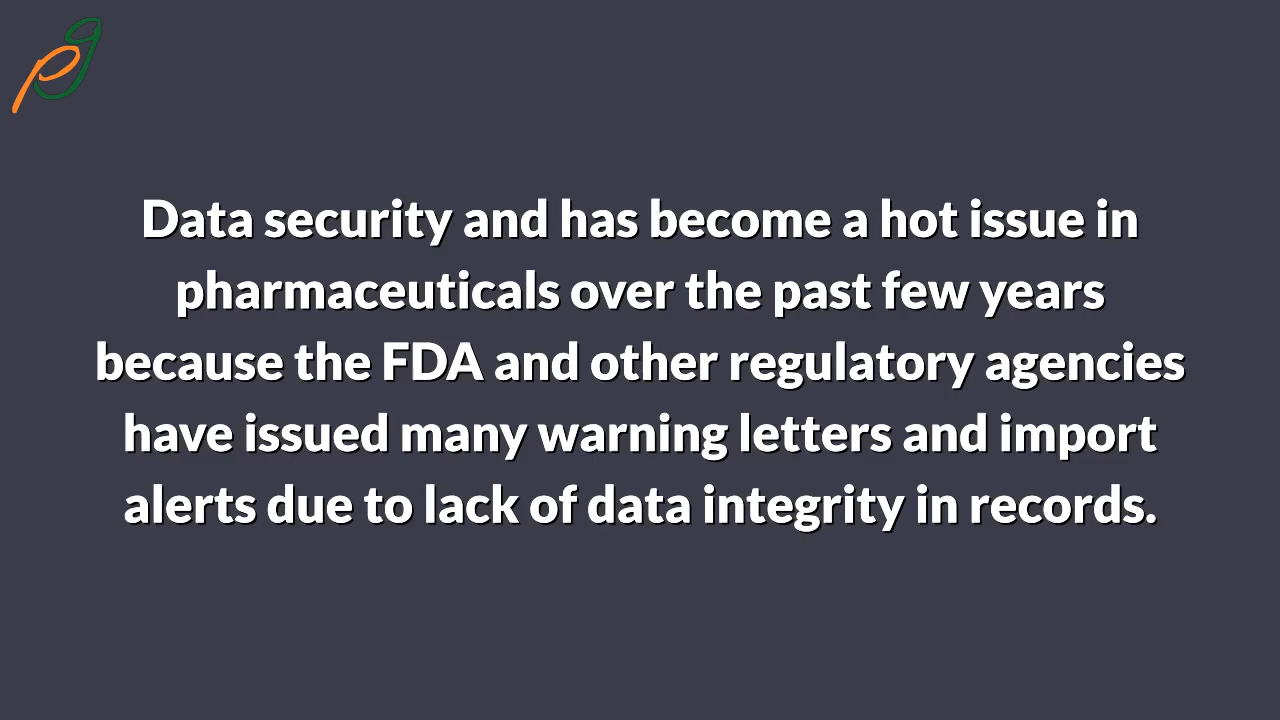 pg
Data security and has become a hot issue in
pharmaceuticals over the past few years
because the FDA and other regulatory agencies
have issued many warning letters and import
alerts due to lack of data integrity in records.